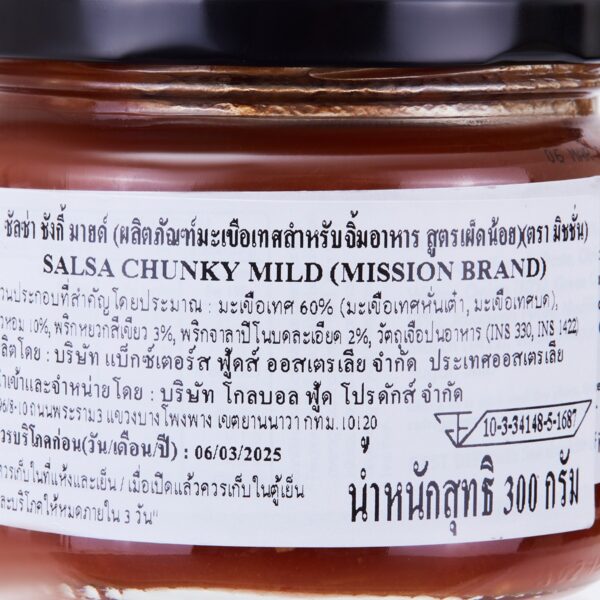 ซัลซ่า ชังกี้ มายด์ (ผลิตภัณฑ์มะเขือเทศสำหรับจิ้มอาหาร สูตรเผ็ดน้อย)(ตรา มิชชั่น)
SALSA CHUNKY MILD (MISSION BRAND)
วนประกอบที่สำคัญโดยประมาณ : มะเขือเทศ 60% (มะเขือเทศหั่นเต๋า, มะเขือเทศบด),
วหอม 10%, พริกหยวกสีเขียว 3%, พริกจาลาปิโนบดละเอียด 2%, วัตถุเจือปนอาหาร (INS 330, INS 1422)
ลิตโดย : บริษัท แบ็กซ์เตอร์ส ฟู้ดส์ ออสเตรเลีย จำกัด ประเทศออสเตรเลีย
าเข้าและจำหน่ายโดย : บริษัท โกลบอล ฟู้ด โปรดักส์ จำกัด
96/8-10 ถนนพระราม3 แขวงบางโพงพาง เขตยานนาวา กทม.10120
10-3-34148-5-1687
วรบริโภคก่อน(วัน/เดือน/ปี) : 06/03/2025
ควรเก็บในที่แห้งและเย็น / เมื่อเปิดแล้วควรเก็บในตู้เย็น
ละบริโภคให้หมดภายใน 3 วัน"
น้ำหนักสุทธิ 300 กรัม